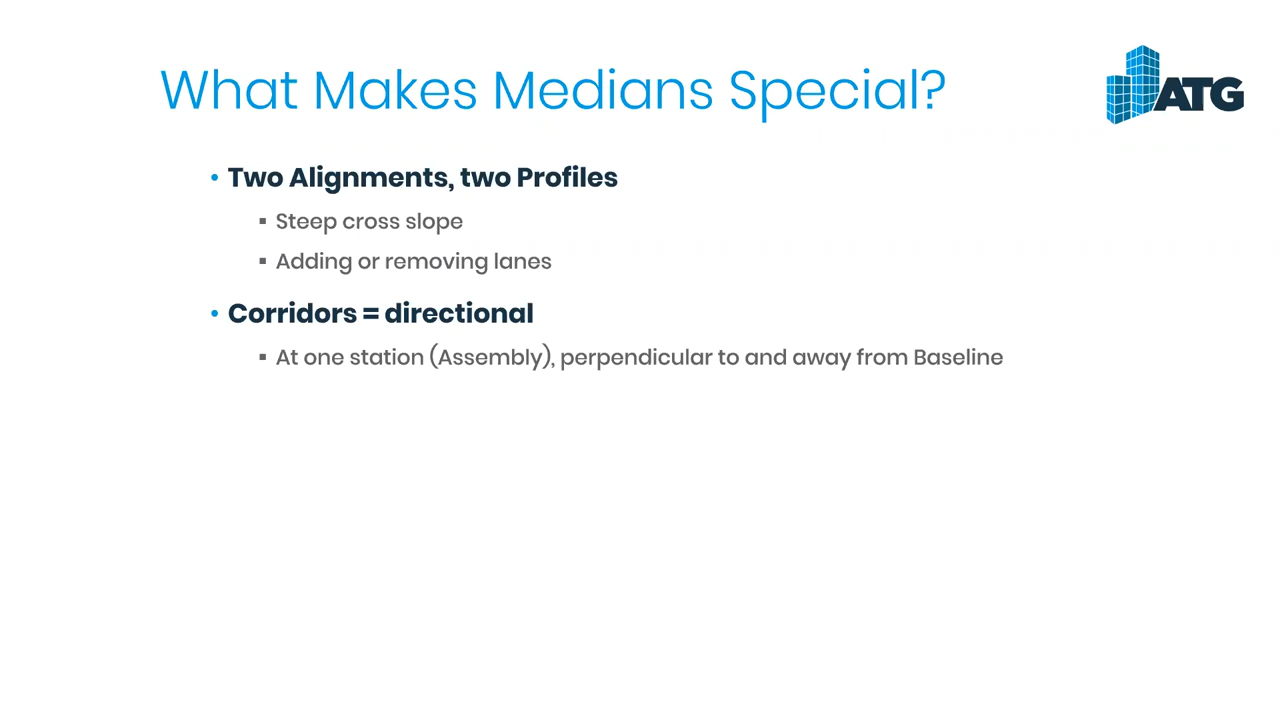 What Makes Medians Special?
ATG
• Two Alignments, two Profiles
▪ Steep cross slope
▪ Adding or removing lanes
• Corridors = directional
▪ At one station (Assembly), perpendicular to and away from Baseline